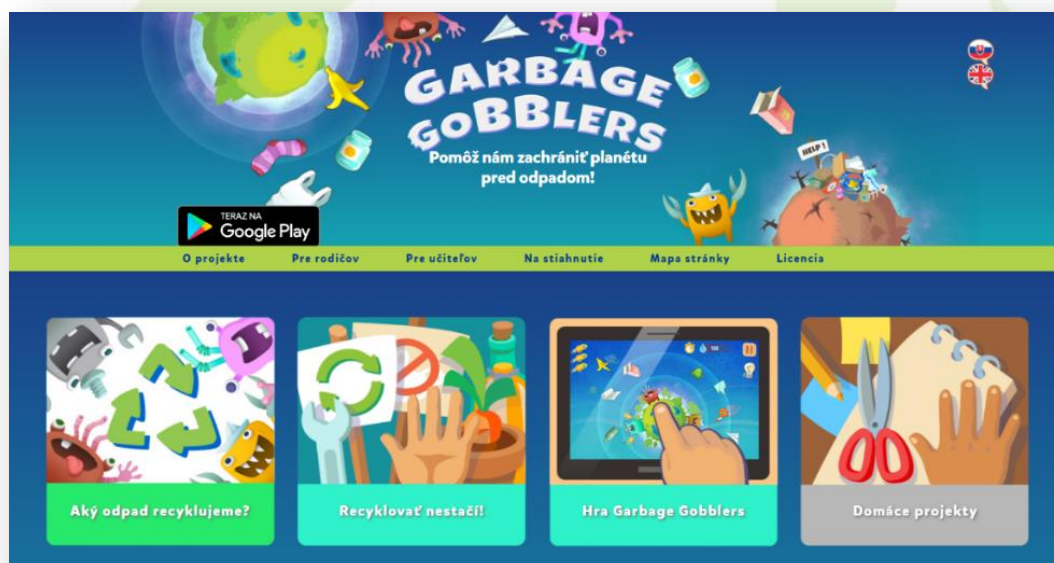 GARBAGE
GOBBLERS
Pomôž nám zachrániť planétu
pred odpadom!
HELP!
TERAZ NA
Google Play
O projekte
Pre rodičov
Pre učiteľov
Na stiahnutie
Mapa stránky
Licencia
Aký odpad recyklujeme?
Recyklovať nestačí!
Hra Garbage Gobblers
Domáce projekty